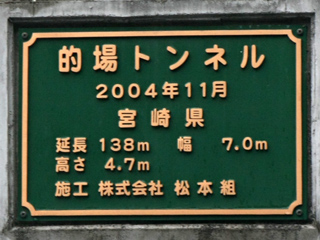 的場トンネル
2004年11月
宮崎県
延長 138m 幅 7.0m
高さ 4.7m
施工 株式会社 松本組